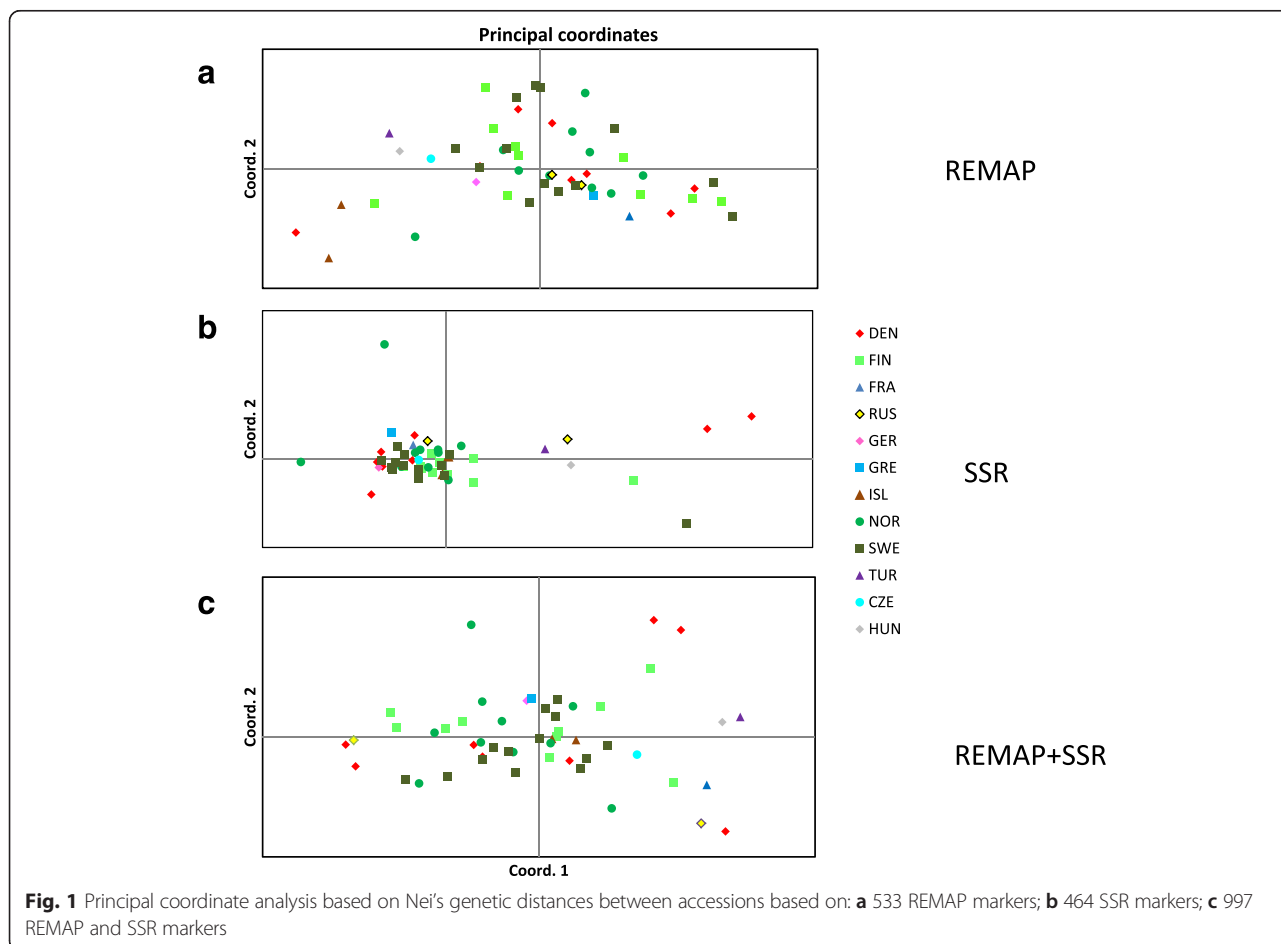 Principal coordinates
a
Coord. 2
REMAP
b
Coord. 2
SSR
DEN
FIN
FRA
RUS
GER
GRE
ISL
NOR
SWE
TUR
CZE
HUN
c
Coord. 2
REMAP+SSR
Coord. 1
Fig. 1 Principal coordinate analysis based on Nei's genetic distances between accessions based on: a 533 REMAP markers; b 464 SSR markers; c 997
REMAP and SSR markers